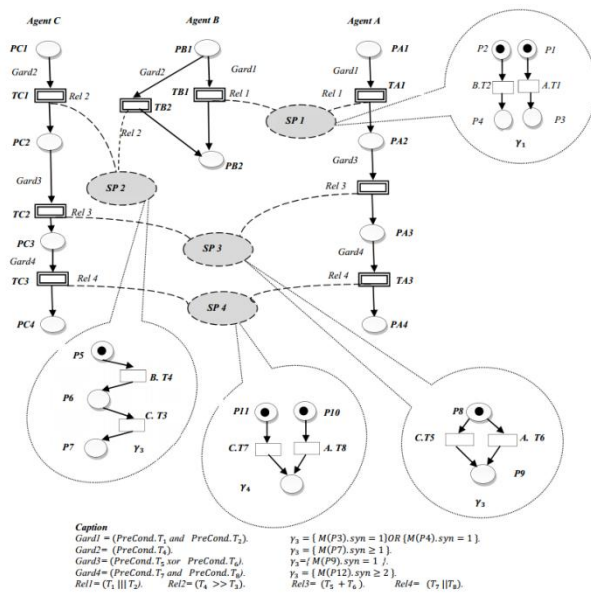 Agent C
Agent B
Agent A
PC1
PB1
PA1
P2
P1
Gard2
Gard2
Gard1
Gard1
B.T2
A.T1
TC1
Rel 2
TB2
TB1
Rel 1
Rel 1
TA1
P4
P3
Rel 2
SP 1
γ1
PC2
PB2
PA2
Gard3
Gard3
SP 2
Rel 3
TC2
Rel 3
PC3
SP 3
PA3
Gard4
Gard4
TC3
Rel 4
Rel 4
TA3
SP 4
PC4
PA4
P5
B. T4
P6
C. T3
P7
γ3
P11
P10
C.T7
A. T8
γ4
P8
C.T5
A. T6
P9
γ3
Caption
Gard1 = (PreCond.T1 and PreCond.T2).
γ3 = { M(P3).syn = 1}OR {M(P4).syn = 1 }.
Gard2= (PreCond.T4).
γ3 = { M(P7).syn ≥ 1 }.
Gard3=(PreCond.T5 xor PreCond.T6).
γ3={ M(P9).syn = 1 }.
Gard4=(PreCond.T7 and PreCond.T8).
γ3 = { M(P12).syn ≥ 2 }.
Rel1=(T1 ||| T2).
Rel2=(T4 >> T3).
Rel3= (T5 + T6).
Rel4= (T7 ||T8).